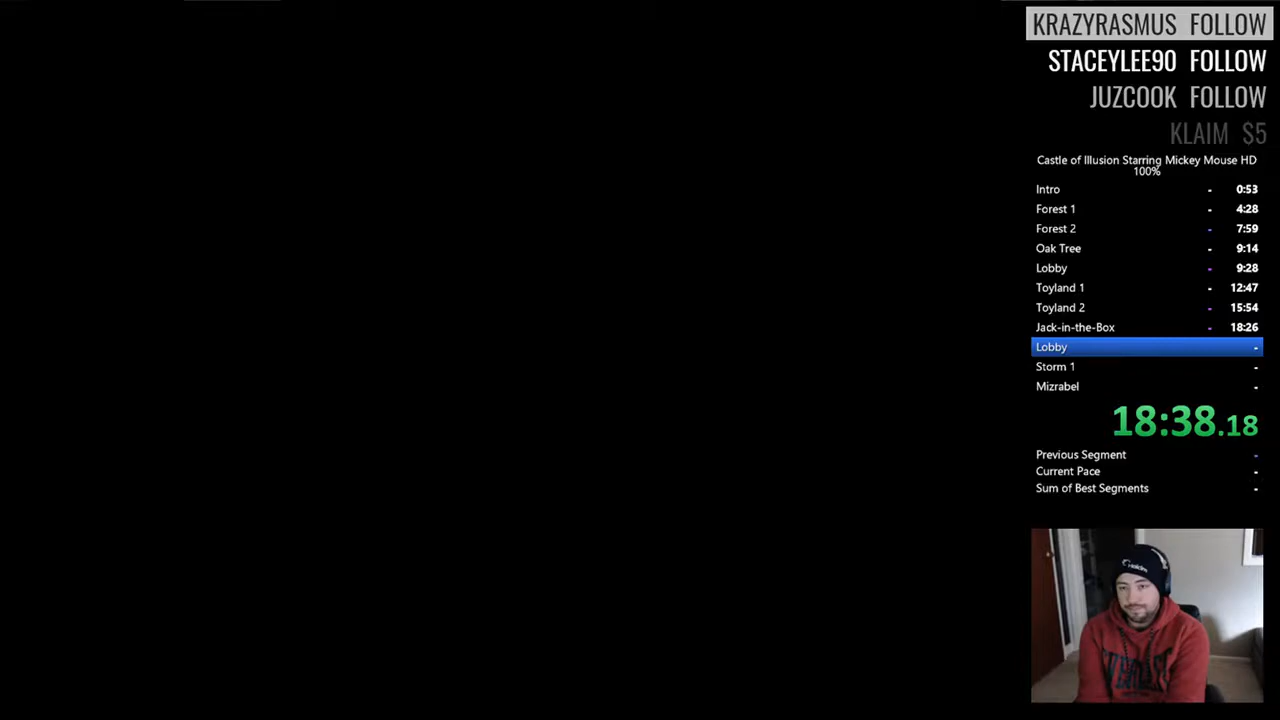 KRAZYRASMUS FOLLOW
STACEYLEE90 FOLLOW
JUZCOOK FOLLOW
KLAIM $5
Castle of Illusion Starring Mickey Mouse HD
100%
Intro - 0:53
Forest 1 - 4:28
Forest 2 - 7:59
Oak Tree - 9:14
Lobby - 9:28
Toyland 1 - 12:47
Toyland 2 - 15:54
Jack-in-the-Box - 18:26
Lobby -
Storm 1 -
Mizrabel -
18:38.18
Previous Segment -
Current Pace -
Sum of Best Segments -